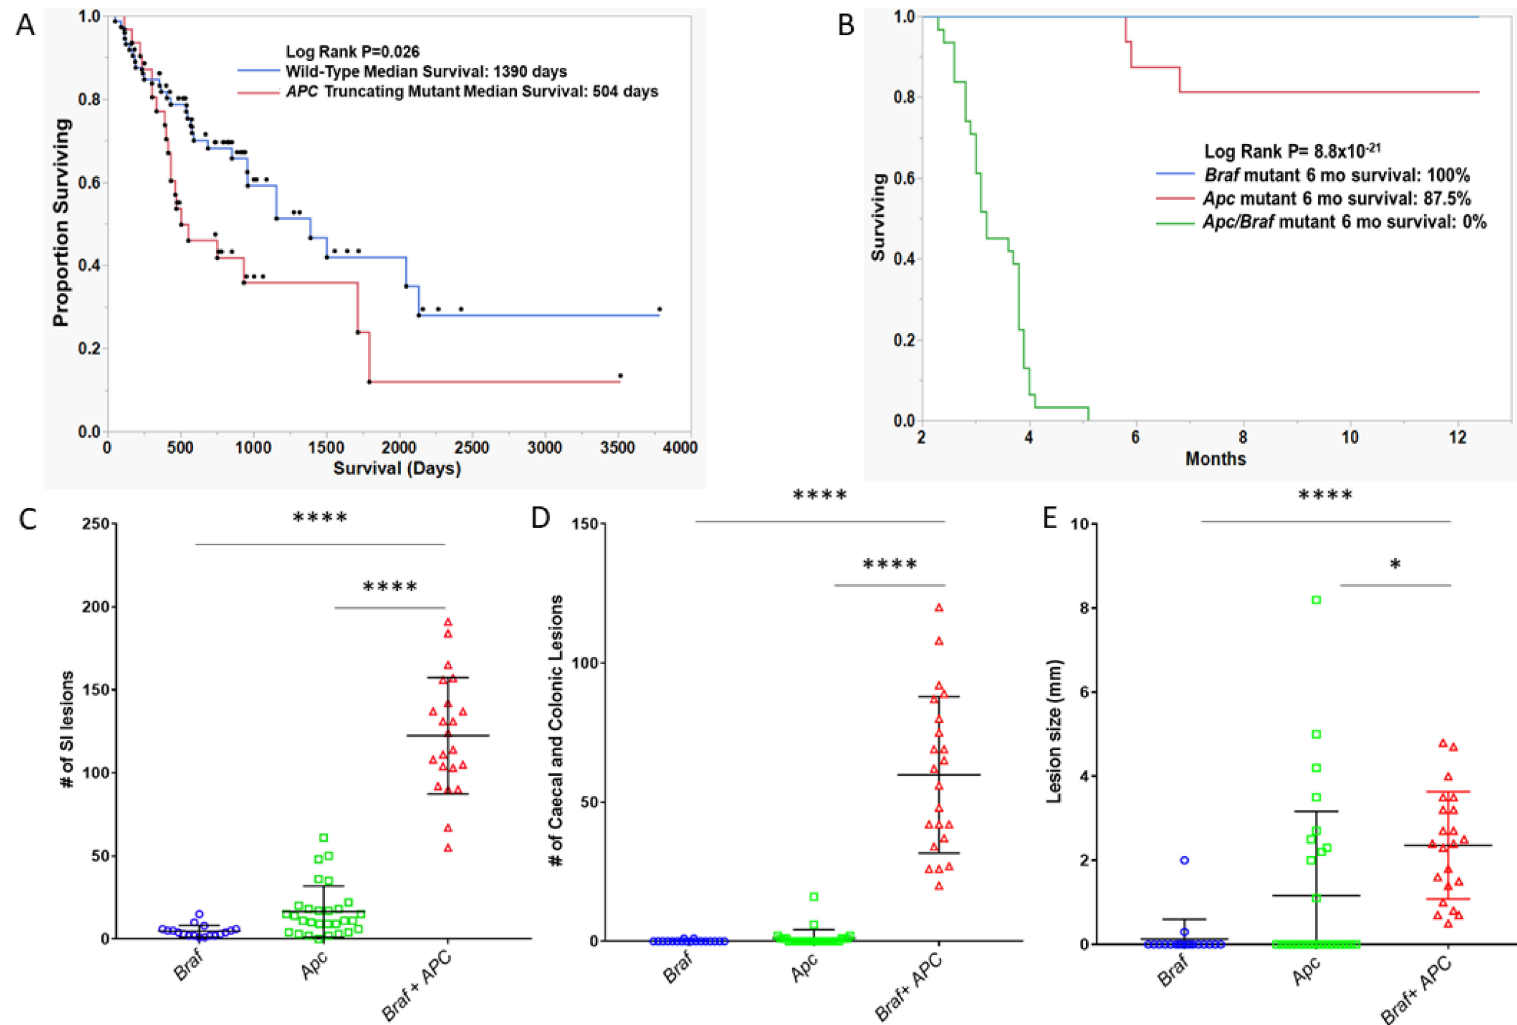 A
Log Rank P=0.026
Wild-Type Median Survival: 1390 days
APC Truncating Mutant Median Survival: 504 days
Proportion Surviving
1.0
0.8
0.6
0.4
0.2
0.0
0 500 1000 1500 2000 2500 3000 3500 4000
Survival (Days)
B
Log Rank P= 8.8x10-21
Braf mutant 6 mo survival: 100%
Apc mutant 6 mo survival: 87.5%
Apc/Braf mutant 6 mo survival: 0%
Surviving
1.0
0.8
0.6
0.4
0.2
0.0
2 4 6 8 10 12
Months
C
****
****
# of SI lesions
250
200
150
100
50
0
Braf Apc Braf + APC
D
****
****
# of Caecal and Colonic Lesions
150
100
50
0
Braf Apc Braf + APC
E
****
*
Lesion size (mm)
10
8
6
4
2
0
Braf Apc Braf+ APC